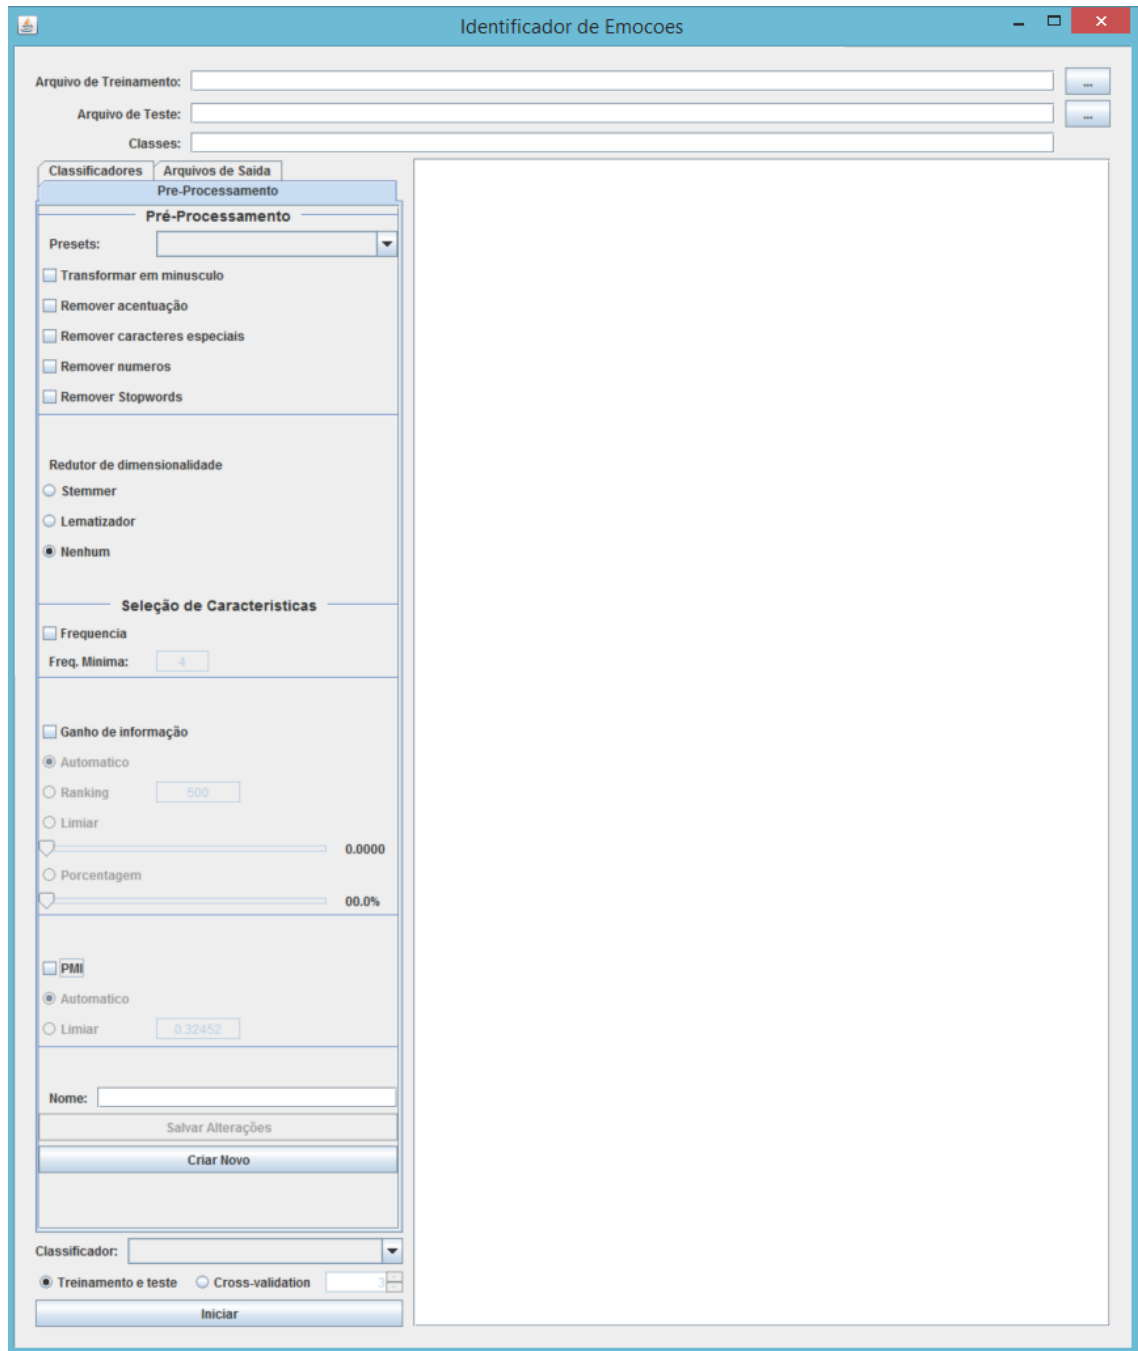 Identificador de Emocoes
Arquivo de Treinamento:
...
Arquivo de Teste:
...
Classes:
Classificadores Arquivos de Saida
Pre-Processamento
Pré-Processamento
Presets:
Transformar em minusculo
Remover acentuação
Remover caracteres especiais
Remover numeros
Remover Stopwords
Redutor de dimensionalidade
Stemmer
Lematizador
Nenhum
Seleção de Caracteristicas
Frequencia
Freq. Minima: 4
Ganho de informação
Automatico
Ranking 500
Limiar
0.0000
Porcentagem
00.0%
PMI
Automatico
Limiar 0.32452
Nome:
Salvar Alterações
Criar Novo
Classificador:
Treinamento e teste Cross-validation 3
Iniciar